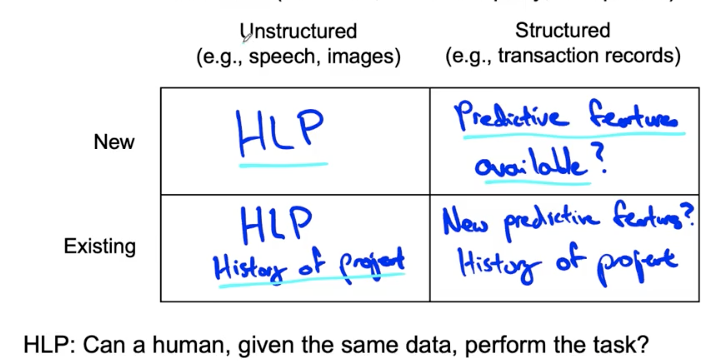 Unstructured
(e.g., speech, images)
Structured
(e.g., transaction records)
New
HLP
Predictive features
available?
Existing
HLP
History of project
New predictive features?
History of project
HLP: Can a human, given the same data, perform the task?